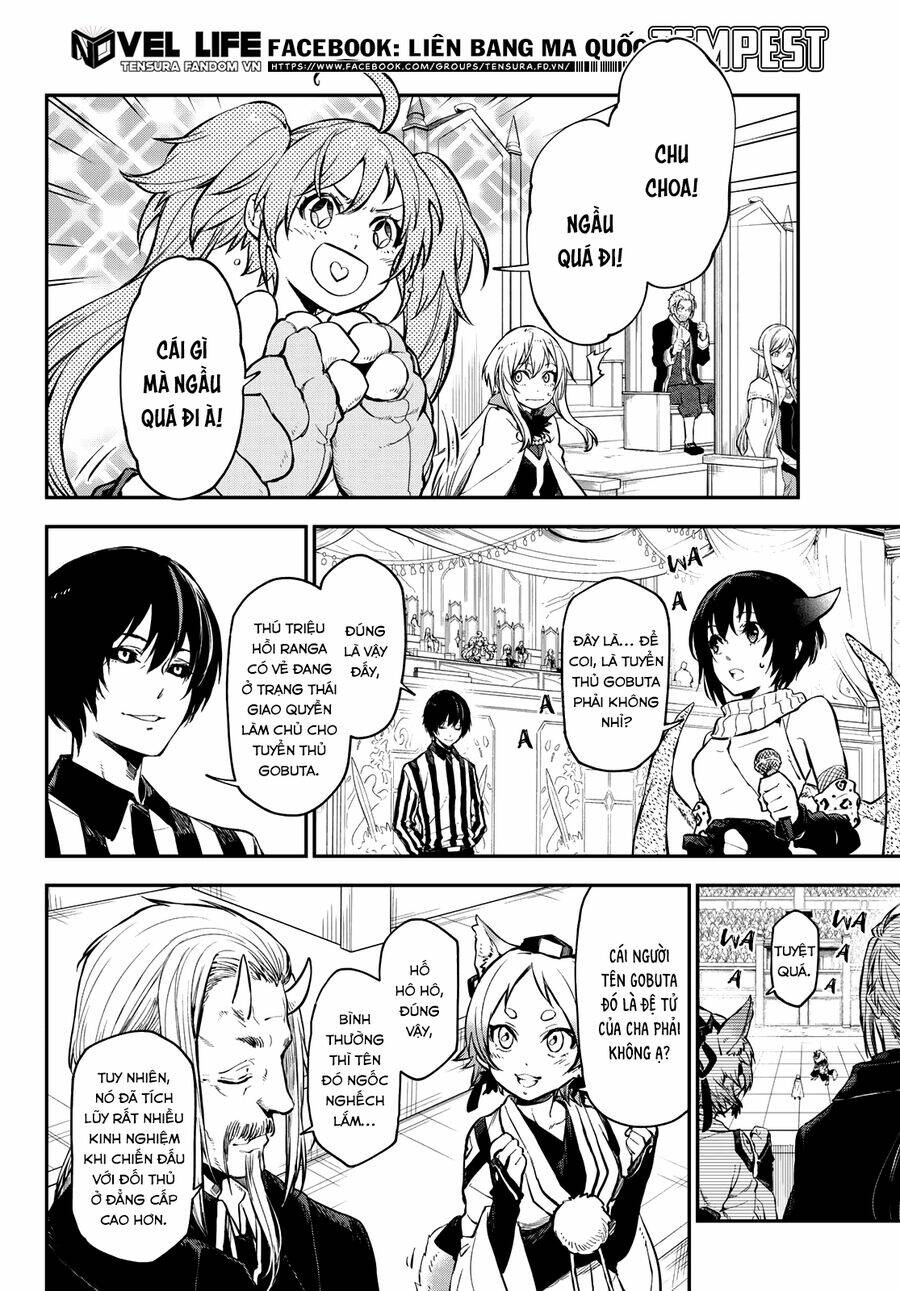 NOVEL LIFE
TENSURA FANDOM VN
FACEBOOK: LIÊN BANG MA QUỐC TEMPEST
HTTPS://WWW.FACEBOOK.COM/GROUPS/TENSURA.FD.VN/
CHU
CHOA!
NGẦU
QUÁ ĐI!
CÁI GÌ
MÀ NGẦU
QUÁ ĐI À!
WA
A
A
WA
A
ĐÂY LÀ... ĐỂ
COI, LÀ TUYỂN
THỦ GOBUTA
PHẢI KHÔNG
NHỈ?
ĐÚNG
LÀ VẬY
ĐẤY,
THÚ TRIỆU
HỒI RANGA
CÓ VẺ ĐANG
Ở TRẠNG THÁI
GIAO QUYỀN
LÀM CHỦ CHO
TUYỂN THỦ
GOBUTA.
WA
A
WA
A
TUYỆT
QUÁ.
CÁI NGƯỜI
TÊN GOBUTA
ĐÓ LÀ ĐỆ TỬ
CỦA CHA PHẢI
KHÔNG Ạ?
HỐ
HÔ HÔ,
ĐÚNG
VẬY,
BÌNH
THƯỜNG
THÌ TÊN
ĐÓ NGỐC
NGHẾCH
LẮM...
TUY NHIÊN,
NÓ ĐÃ TÍCH
LŨY RẤT NHIỀU
KINH NGHIỆM
KHI CHIẾN ĐẤU
VỚI ĐỐI THỦ
Ở ĐẲNG CẤP
CAO HƠN.